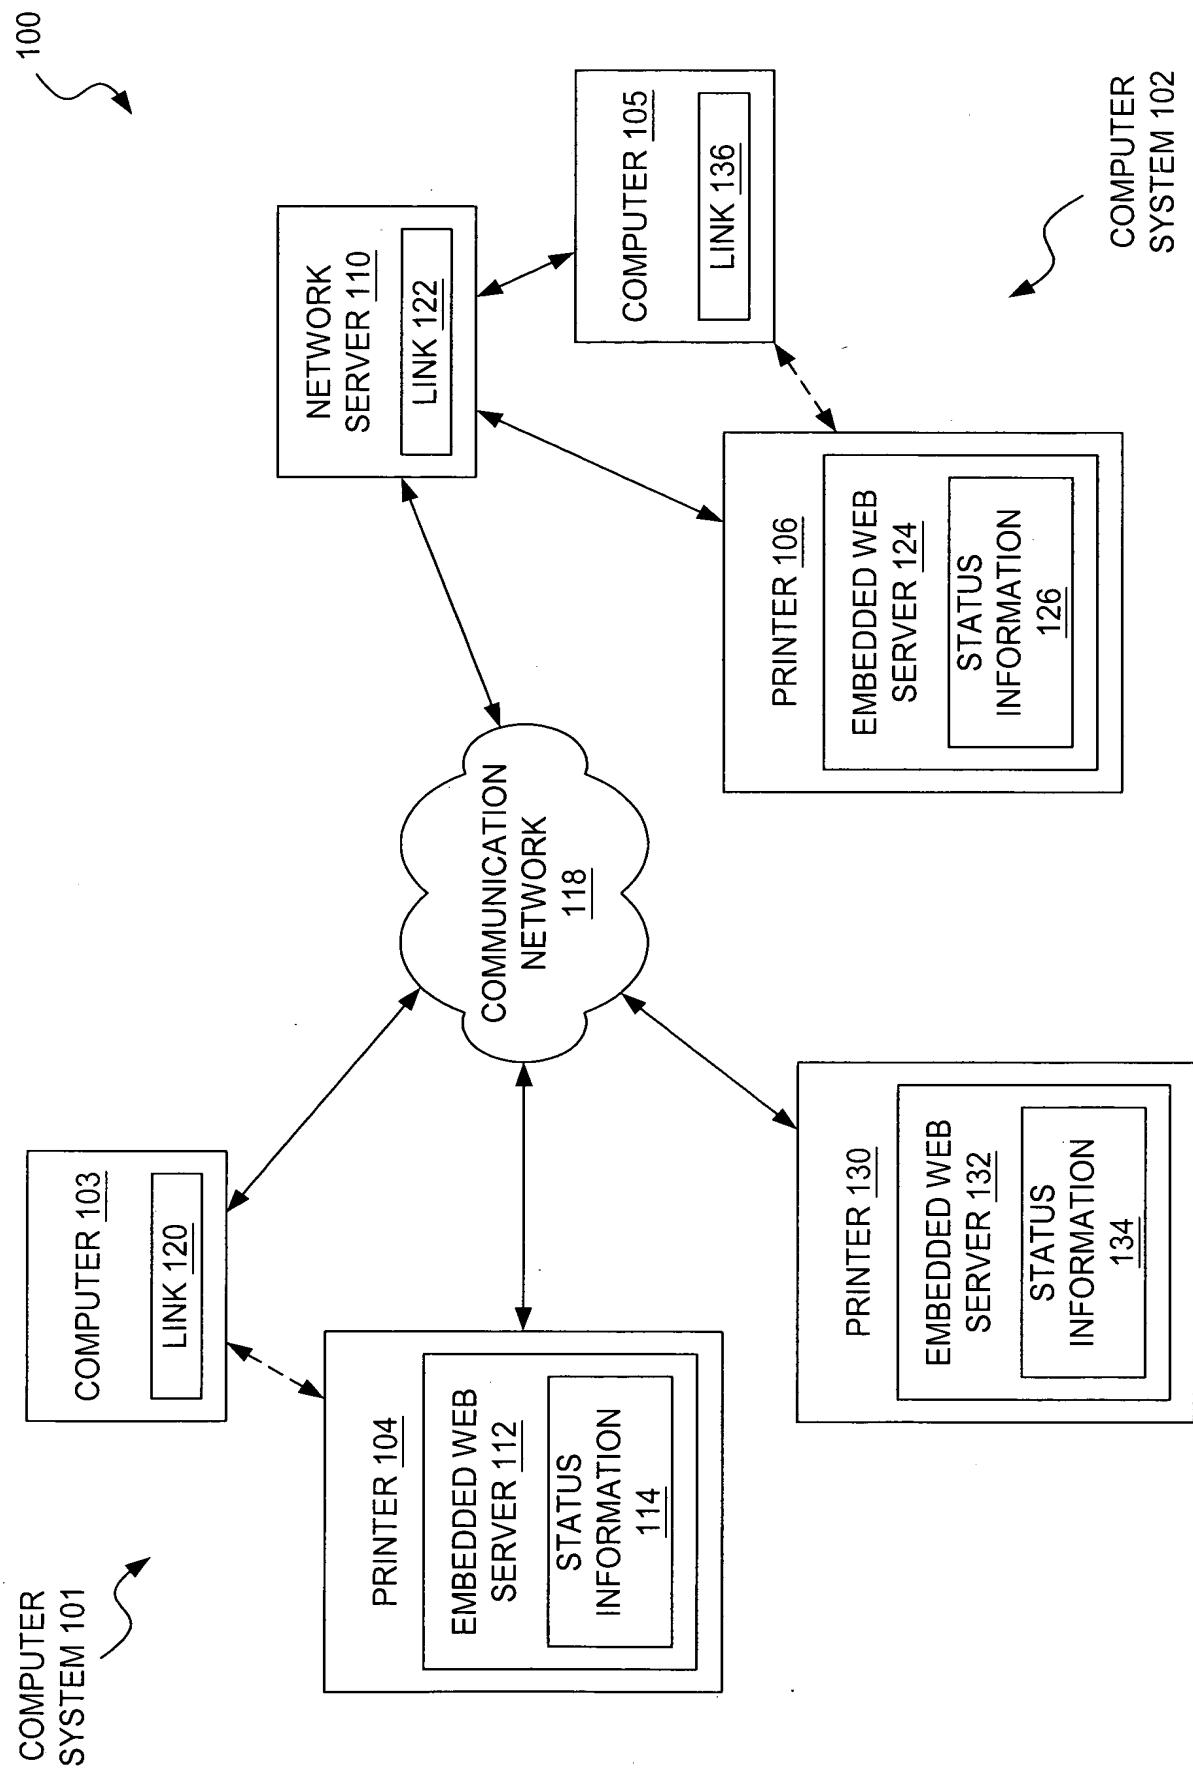 100
COMPUTER
SYSTEM 101
COMPUTER 103
LINK 120
PRINTER 104
EMBEDDED WEB
SERVER 112
STATUS
INFORMATION
114
COMMUNICATION
NETWORK
118
NETWORK
SERVER 110
LINK 122
COMPUTER 105
LINK 136
PRINTER 130
EMBEDDED WEB
SERVER 132
STATUS
INFORMATION
134
PRINTER 106
EMBEDDED WEB
SERVER 124
STATUS
INFORMATION
126
COMPUTER
SYSTEM 102